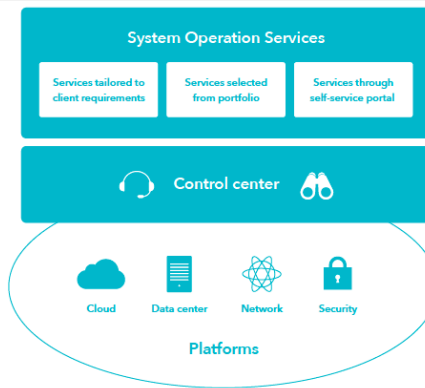 System Operation Services
Services tailored to
client requirements
Services selected
from portfolio
Services through
self-service portal
Control center
Cloud
Data center
Network
Security
Platforms